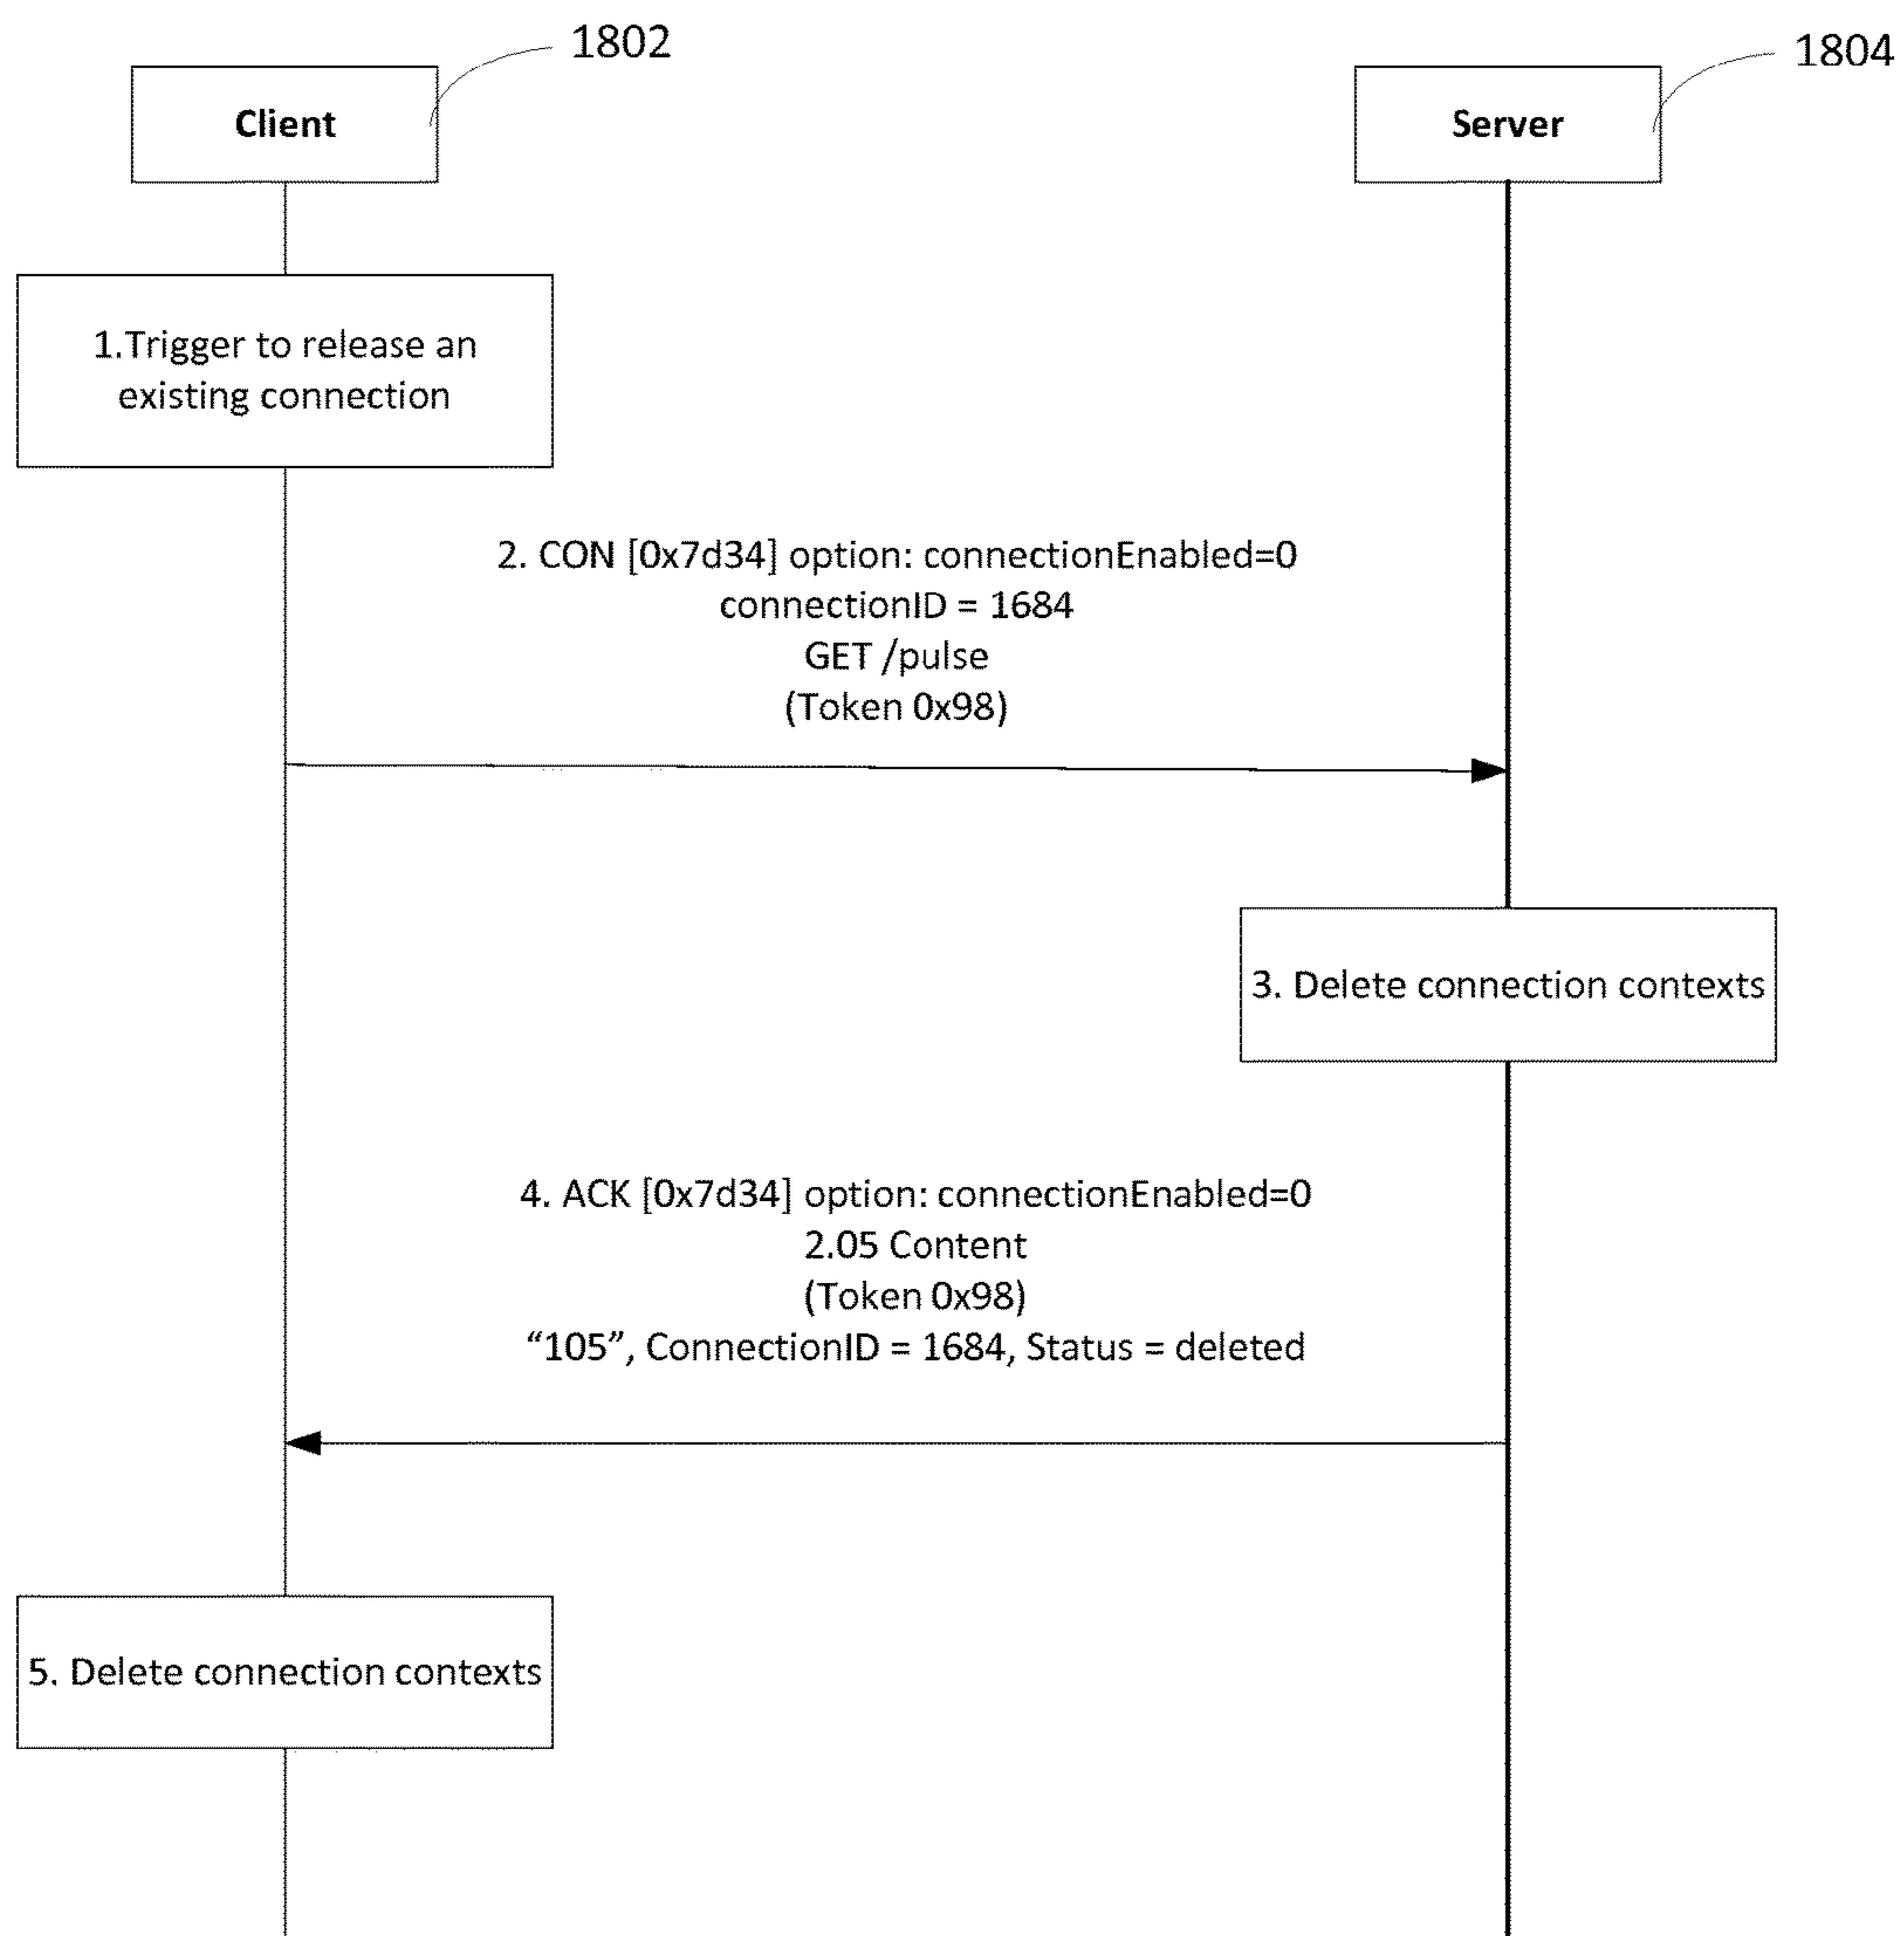 1802
1804
Client
Server
1.Trigger to release an
existing connection
2. CON [0x7d34] option: connectionEnabled=0
connectionID = 1684
GET /pulse
(Token 0x98)
3. Delete connection contexts
4. ACK [0x7d34] option: connectionEnabled=0
2.05 Content
(Token 0x98)
“105”, ConnectionID = 1684, Status = deleted
5. Delete connection contexts